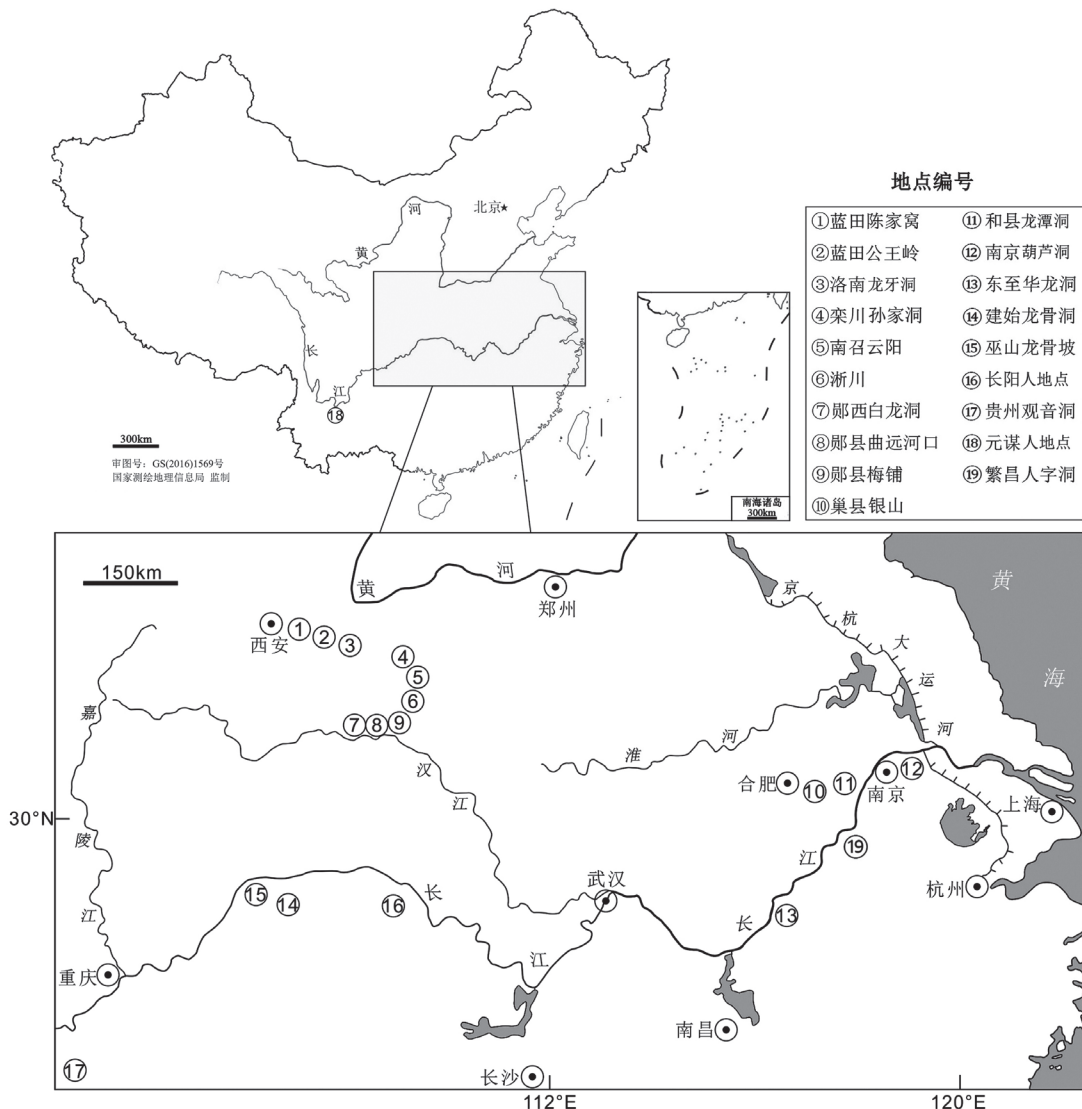 北京★
河
黄
长
江
⑱
300km
审图号：GS(2016)1569号
国家测绘地理信息局 监制
南海诸岛
300km
地点编号
①蓝田陈家窝
②蓝田公王岭
③洛南龙牙洞
④栾川孙家洞
⑤南召云阳
⑥淅川
⑦郧西白龙洞
⑧郧县曲远河口
⑨郧县梅铺
⑩巢县银山
⑪和县龙潭洞
⑫南京葫芦洞
⑬东至华龙洞
⑭建始龙骨洞
⑮巫山龙骨坡
⑯长阳人地点
⑰贵州观音洞
⑱元谋人地点
⑲繁昌人字洞
150km
黄 河
郑州
京杭大运河
黄海
西安
① ② ③
④
⑤
⑥
⑦ ⑧ ⑨
嘉陵江
汉江
淮河
合肥
⑩ ⑪
南京
⑫
上海
30°N
⑲
杭州
⑮ ⑭ ⑯
长江
武汉
长江
⑬
重庆
南昌
⑰
长沙
112°E
120°E